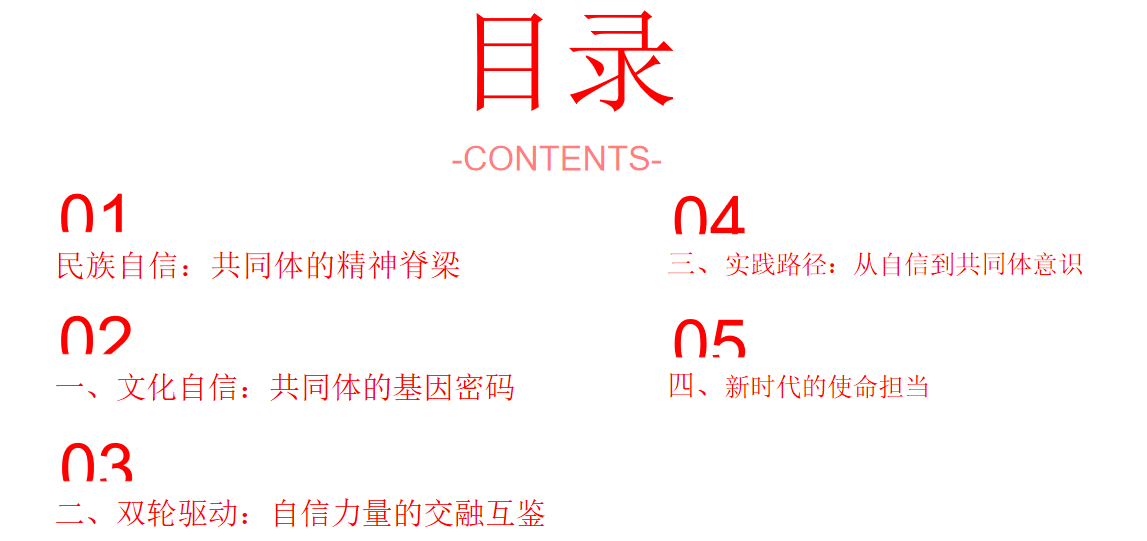 目录
-CONTENTS-
01
民族自信：共同体的精神脊梁
02
一、文化自信：共同体的基因密码
03
二、双轮驱动：自信力量的交融互鉴
04
三、实践路径：从自信到共同体意识
05
四、新时代的使命担当